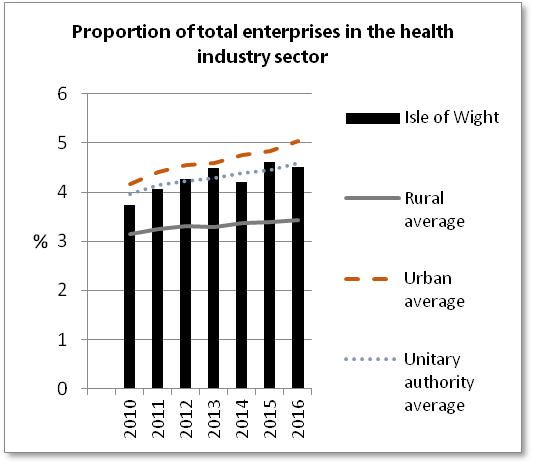 Proportion of total enterprises in the health
industry sector
6
5
4
3
2
1
0
%
2010
2011
2012
2013
2014
2015
2016
Isle of Wight
Rural
average
Urban
average
Unitary
authority
average